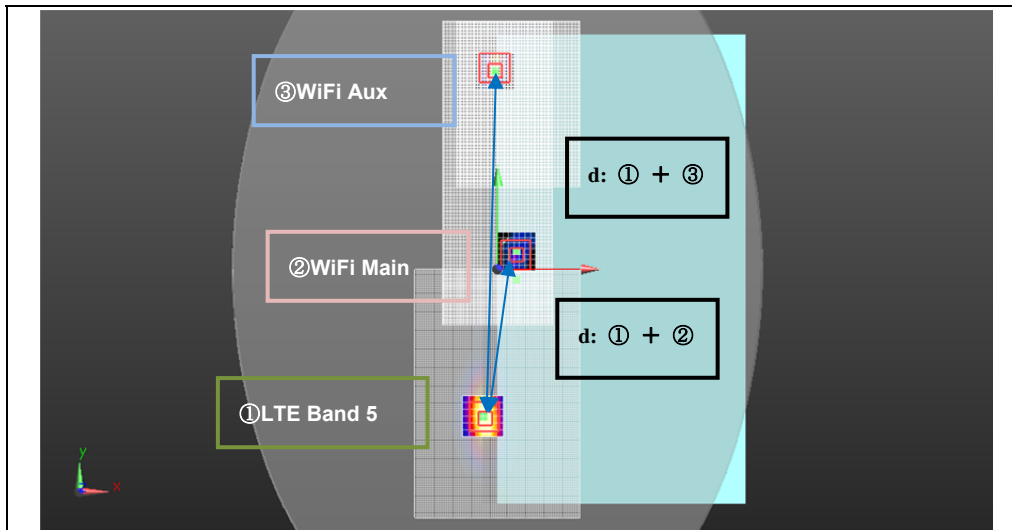 ③WiFi Aux
d: ① + ③
②WiFi Main
d: ① + ②
①LTE Band 5
y
x